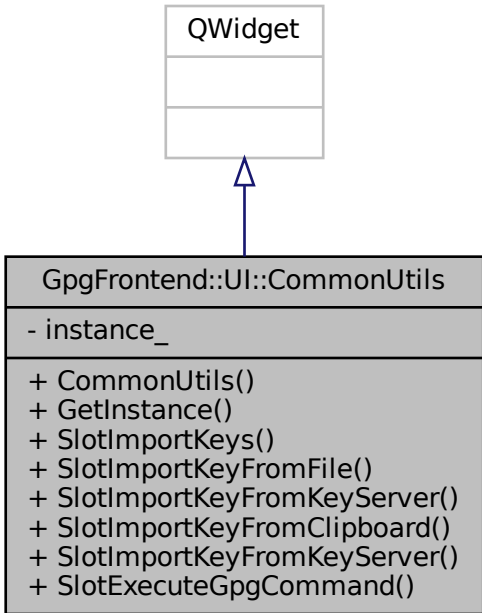 QWidget
GpgFrontend::UI::CommonUtils
- instance_
+ CommonUtils()
+ GetInstance()
+ SlotImportKeys()
+ SlotImportKeyFromFile()
+ SlotImportKeyFromKeyServer()
+ SlotImportKeyFromClipboard()
+ SlotImportKeyFromKeyServer()
+ SlotExecuteGpgCommand()